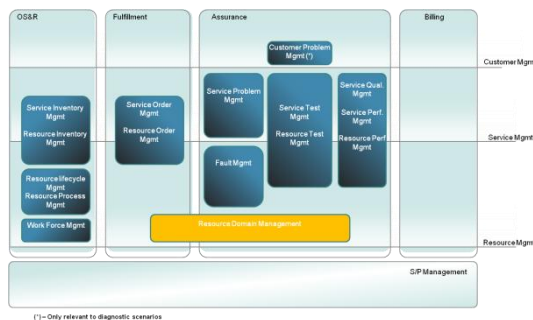 OS&R
Fulfillment
Assurance
Billing
Customer Problem
Mgmt (*)
Customer Mgmt
Service Inventory
Mgmt
Resource Inventory
Mgmt
Service Order
Mgmt
Resource Order
Mgmt
Service Problem
Mgmt
Service Test
Mgmt
Resource Test
Mgmt
Service Qual.
Mgmt
Service Perf.
Mgmt
Resource Perf
Mgmt
Service Mgmt
Fault Mgmt
Resource lifecycle
Mgmt
Resource Process
Mgmt
Work Force Mgmt
Resource Domain Management
Resource Mgmt
S/P Management
(*) – Only relevant to diagnostic scenarios